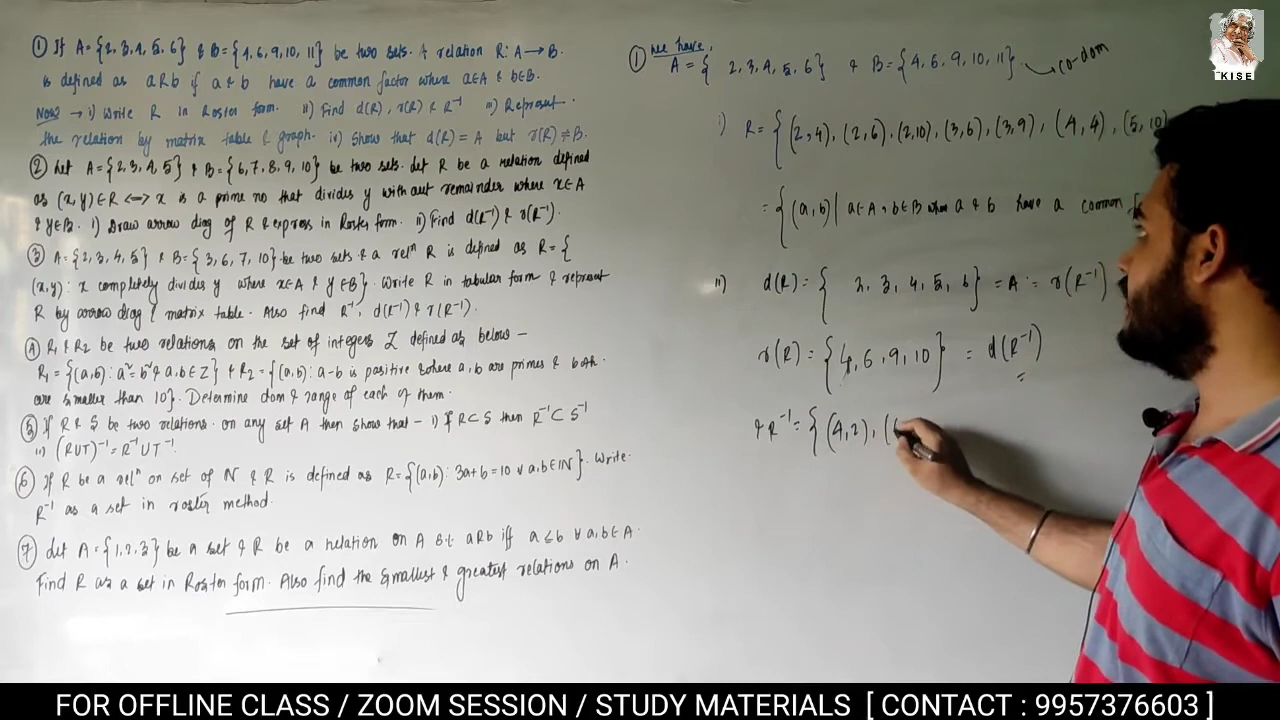 ① If A={2,3,4,5,6} & B={4,6,9,10,11} be two sets. A relation R: A→B.
is defined as aRb if a & b have a common factor where a∈A & b∈B.
Now → i) Write R in Roster form. ii) Find d(R), r(R) & R⁻¹ iii) Represent
the relation by matrix table & graph. iv) Show that d(R) = A but r(R) ≠ B.
② Let A={2,3,4,5} & B={6,7,8,9,10} be two sets. Let R be a relation defined
as (x,y)∈R <=> x is a prime no that divides y without remainder where x∈A
& y∈B. i) Draw arrow diag of R & express in Roster form. ii) Find d(R⁻¹) & r(R⁻¹).
③ A={2,3,4,5} & B={3,6,7,10} be two sets & a relⁿ R is defined as R={
(x,y): x completely divides y where x∈A & y∈B}. Write R in tabular form & represent
R by arrow diag & matrix table. Also find R⁻¹, d(R⁻¹) & r(R⁻¹).
④ R₁ & R₂ be two relations on the set of integers Z defined as below –
R₁={(a,b): a²=b² & a,b∈Z} & R₂={(a,b): a-b is positive where a,b are primes & both
are smaller than 10}. Determine dom & range of each of them.
⑤ If R & S be two relations on any set A then show that – i) If R⊂S then R⁻¹⊂S⁻¹
ii) (RUT)⁻¹=R⁻¹UT⁻¹.
⑥ If R be a relⁿ on set of N & R is defined as R={(a,b): 3a+b=10 ∀ a,b∈N}. Write
R⁻¹ as a set in roster method.
⑦ Let A={1,2,3} be a set & R be a relation on A s.t aRb iff a≤b ∀ a,b∈A.
Find R as a set in Roster form. Also find the smallest & greatest relations on A.
① we have,
A={2,3,4,5,6} & B={4,6,9,10,11} co-dom
i) R={(2,4),(2,6),(2,10),(3,6),(3,9),(4,4),(5,10)
={(a,b)| a∈A, b∈B when a & b have a common
ii) d(R)={2,3,4,5,6}=A=r(R⁻¹)
r(R)={4,6,9,10}=d(R⁻¹)
& R⁻¹={(4,2),(
KISE
FOR OFFLINE CLASS / ZOOM SESSION / STUDY MATERIALS [ CONTACT : 9957376603 ]